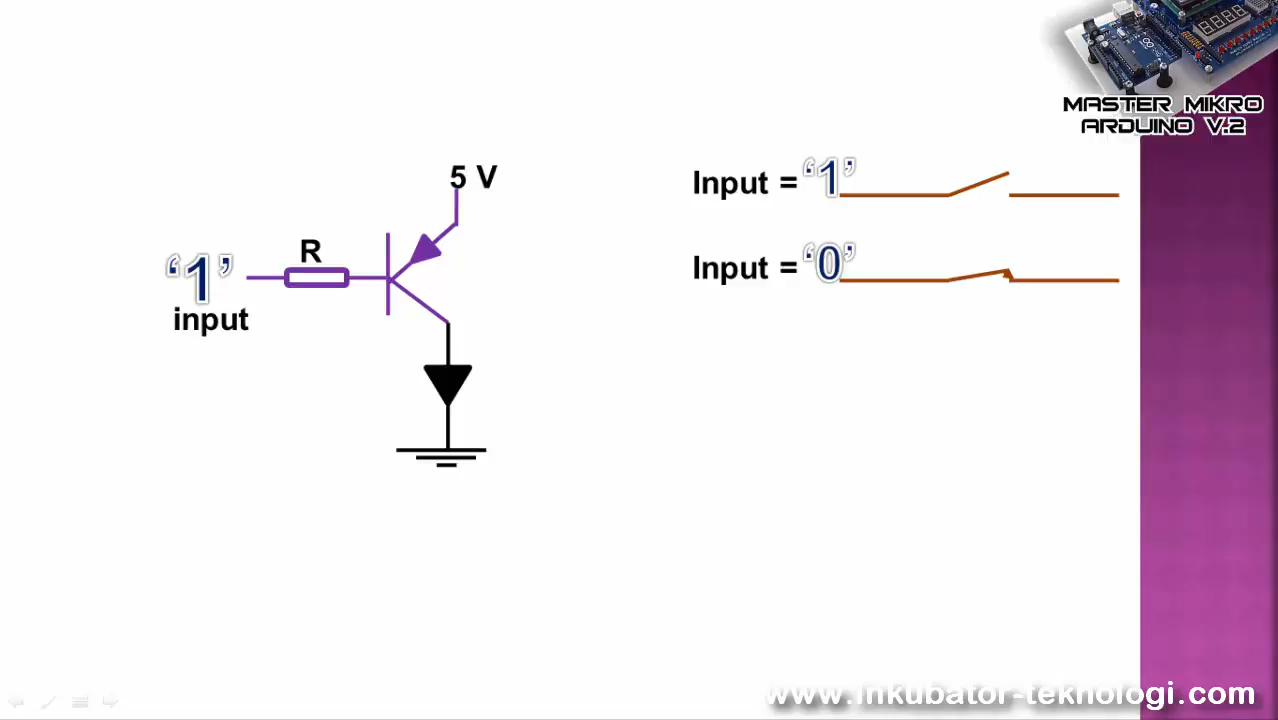 MASTER MIKRO
ARDUINO V.2
5 V
R
‘1’
input
Input = ‘1’
Input = ‘0’
www.inkubator-teknologi.com